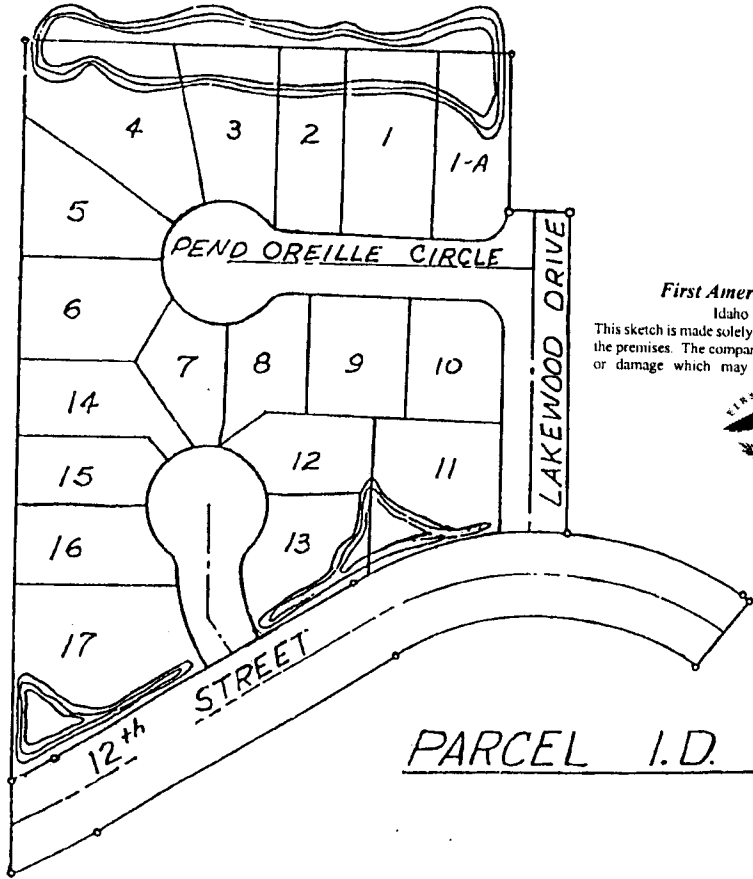 4
3
2
1
1-A
5
PEND OREILLE CIRCLE
LAKEWOOD DRIVE
6
7
8
9
10
14
12
11
15
13
16
17
12th STREET
PARCEL I.D.
First Amer
Idaho
This sketch is made solely
the premises. The compan
or damage which may
FIRS